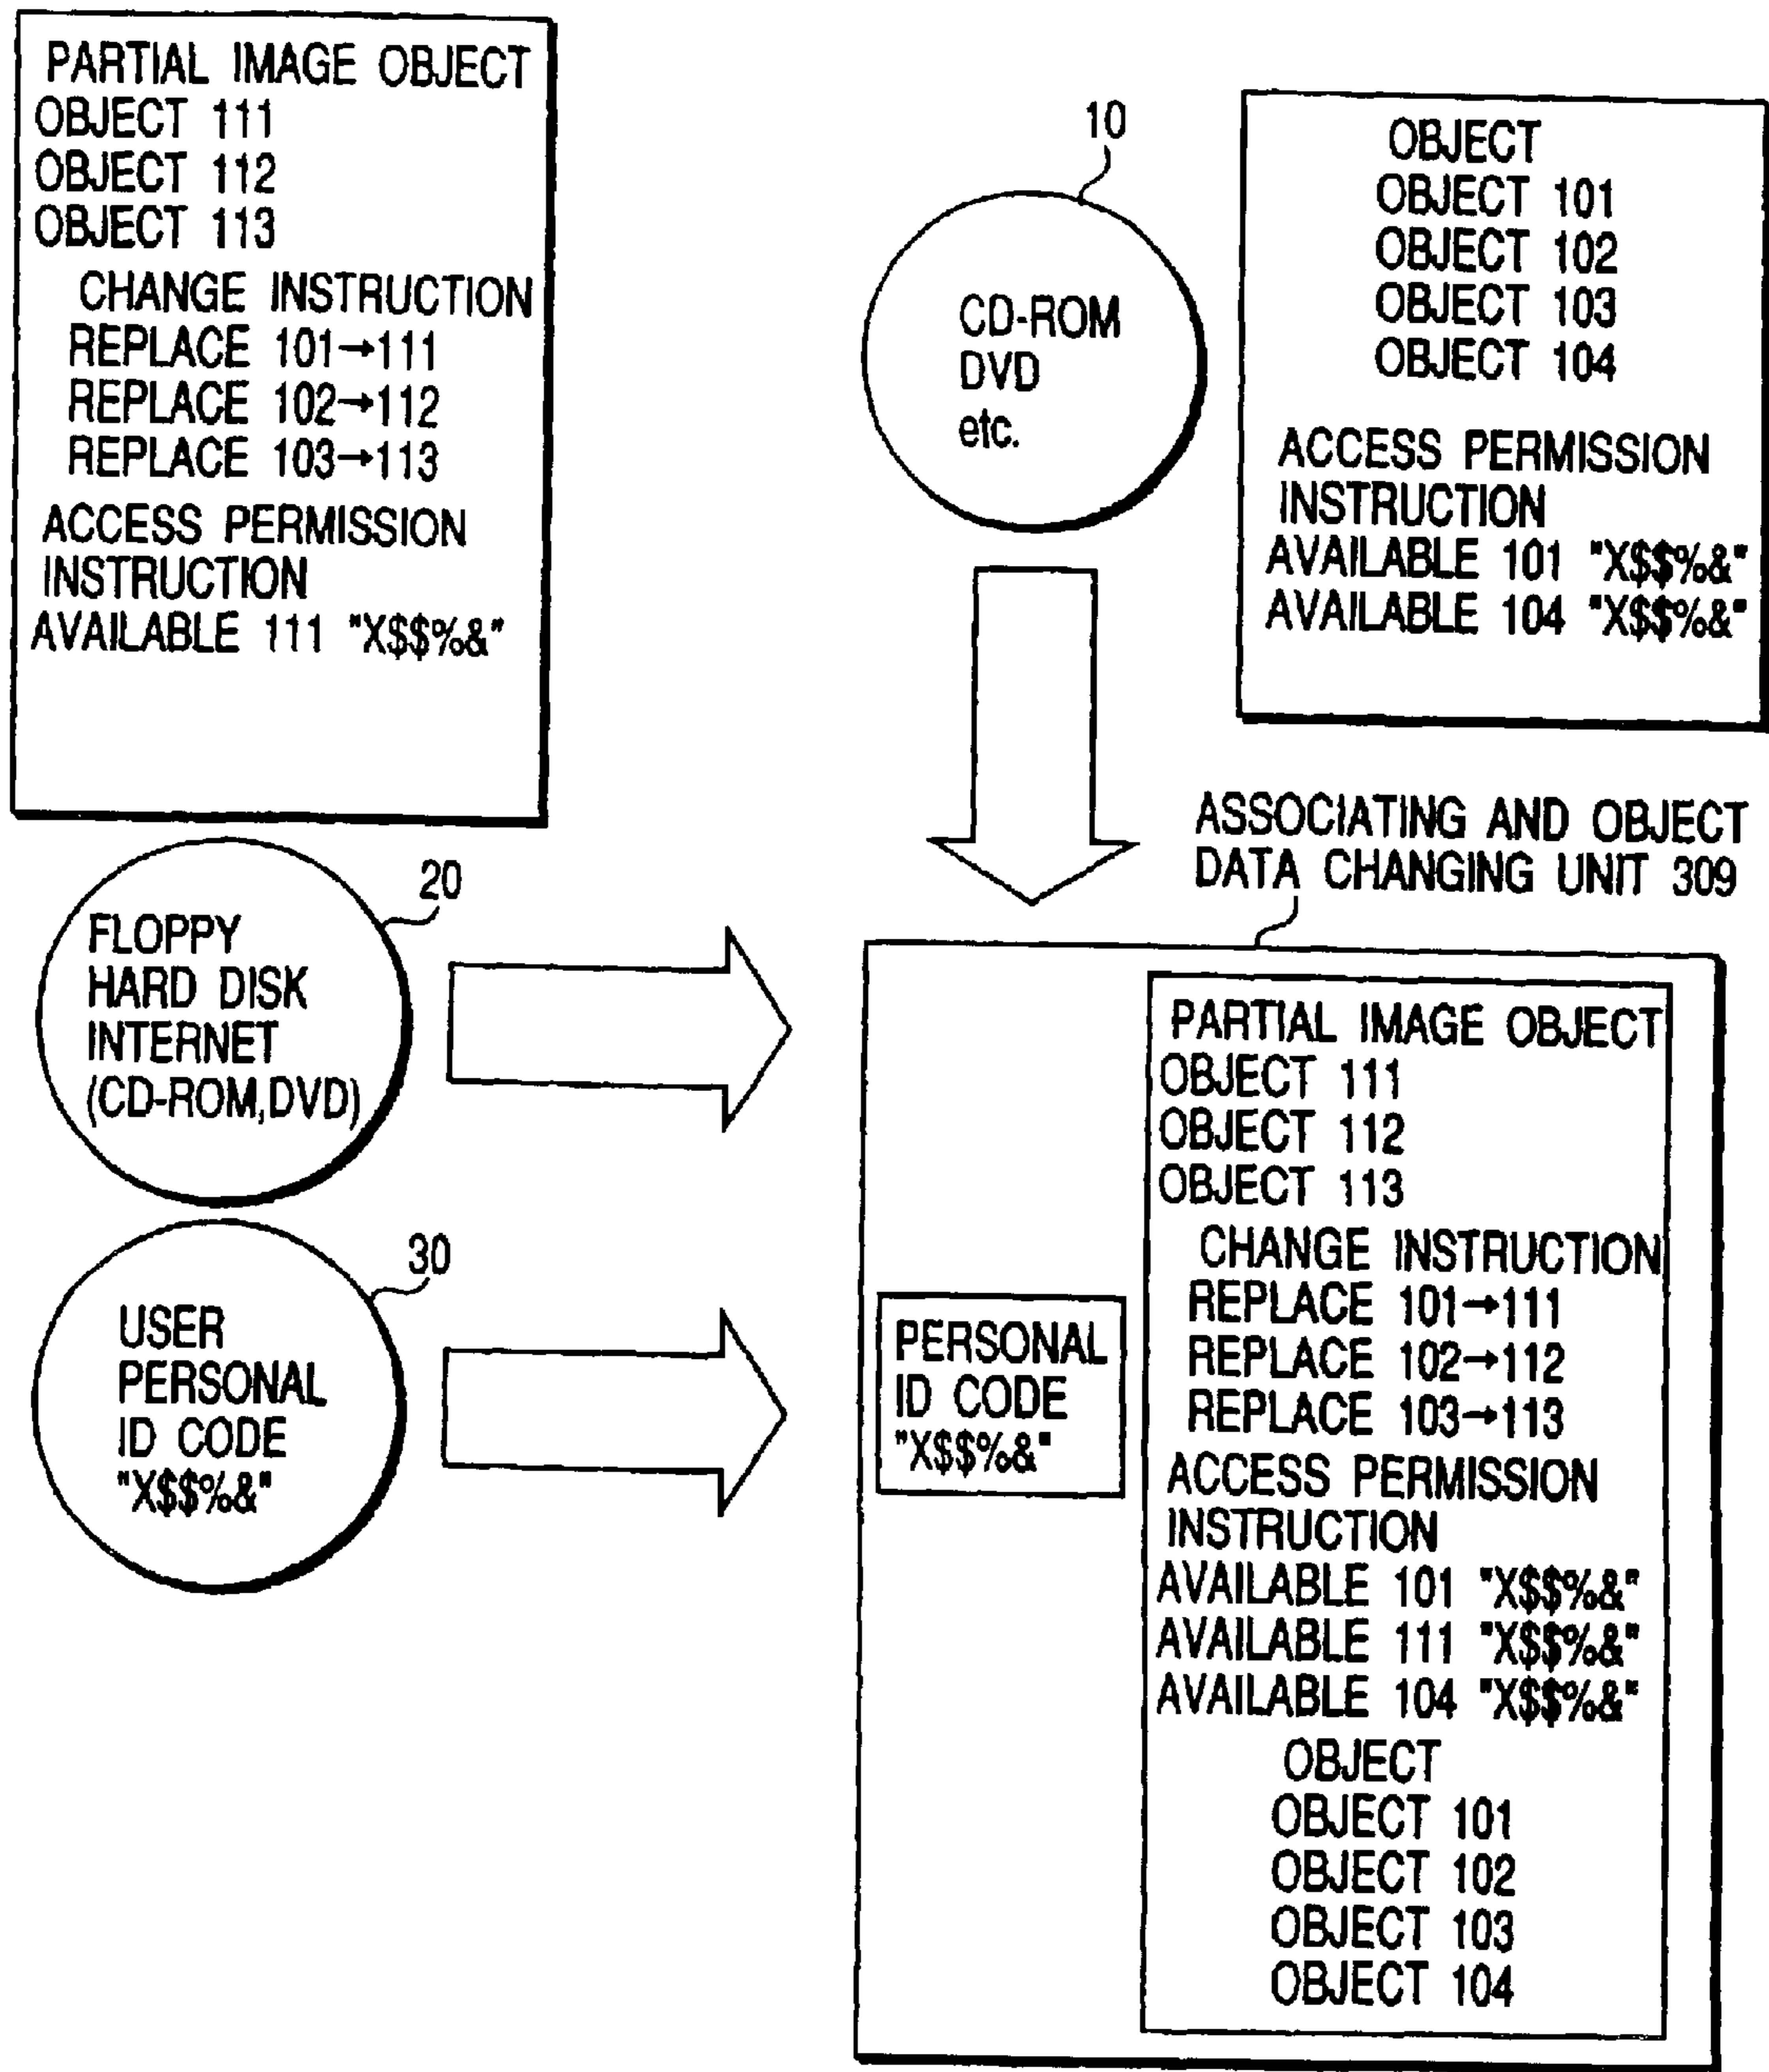 PARTIAL IMAGE OBJECT
OBJECT 111
OBJECT 112
OBJECT 113
CHANGE INSTRUCTION
REPLACE 101→111
REPLACE 102→112
REPLACE 103→113
ACCESS PERMISSION
INSTRUCTION
AVAILABLE 111 "X$$%&"
10
CD-ROM
DVD
etc.
OBJECT
OBJECT 101
OBJECT 102
OBJECT 103
OBJECT 104
ACCESS PERMISSION
INSTRUCTION
AVAILABLE 101 "X$$%&"
AVAILABLE 104 "X$$%&"
20
FLOPPY
HARD DISK
INTERNET
(CD-ROM,DVD)
30
USER
PERSONAL
ID CODE
"X$$%&"
ASSOCIATING AND OBJECT
DATA CHANGING UNIT 309
PERSONAL
ID CODE
"X$$%&"
PARTIAL IMAGE OBJECT
OBJECT 111
OBJECT 112
OBJECT 113
CHANGE INSTRUCTION
REPLACE 101→111
REPLACE 102→112
REPLACE 103→113
ACCESS PERMISSION
INSTRUCTION
AVAILABLE 101 "X$$%&"
AVAILABLE 111 "X$$%&"
AVAILABLE 104 "X$$%&"
OBJECT
OBJECT 101
OBJECT 102
OBJECT 103
OBJECT 104